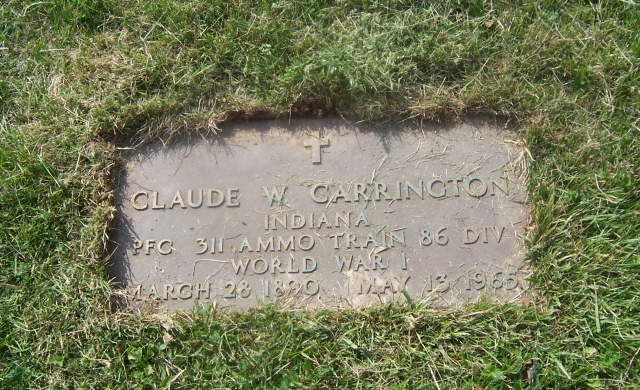 CLAUDE W CARRINGTON
INDIANA
PFC 311 AMMO TRAIN 86 DIV
WORLD WAR I
MARCH 28 1890 MAY 13 1965